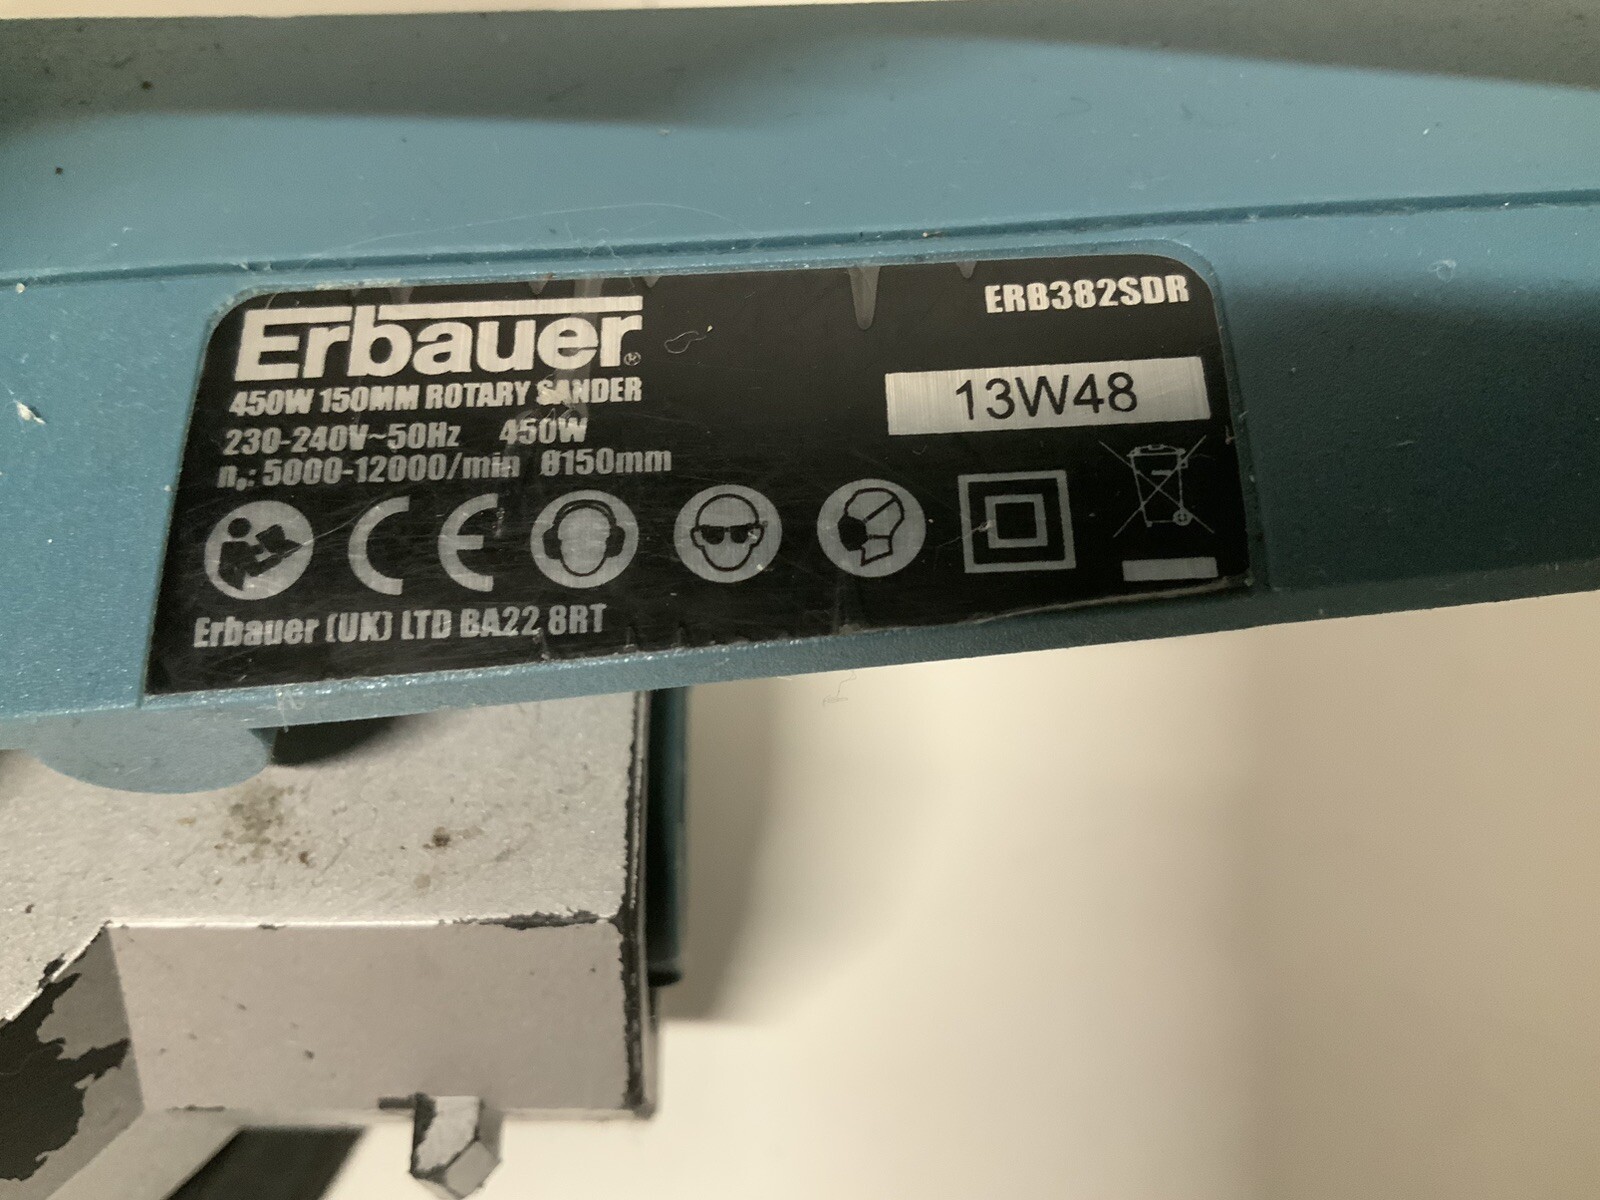 Erbauer®
ERB382SDR
450W 150MM ROTARY SANDER
13W48
230-240V~50Hz 450W
n₀: 5000-12000/min Ø150mm
CE
Erbauer (UK) LTD BA22 8RT